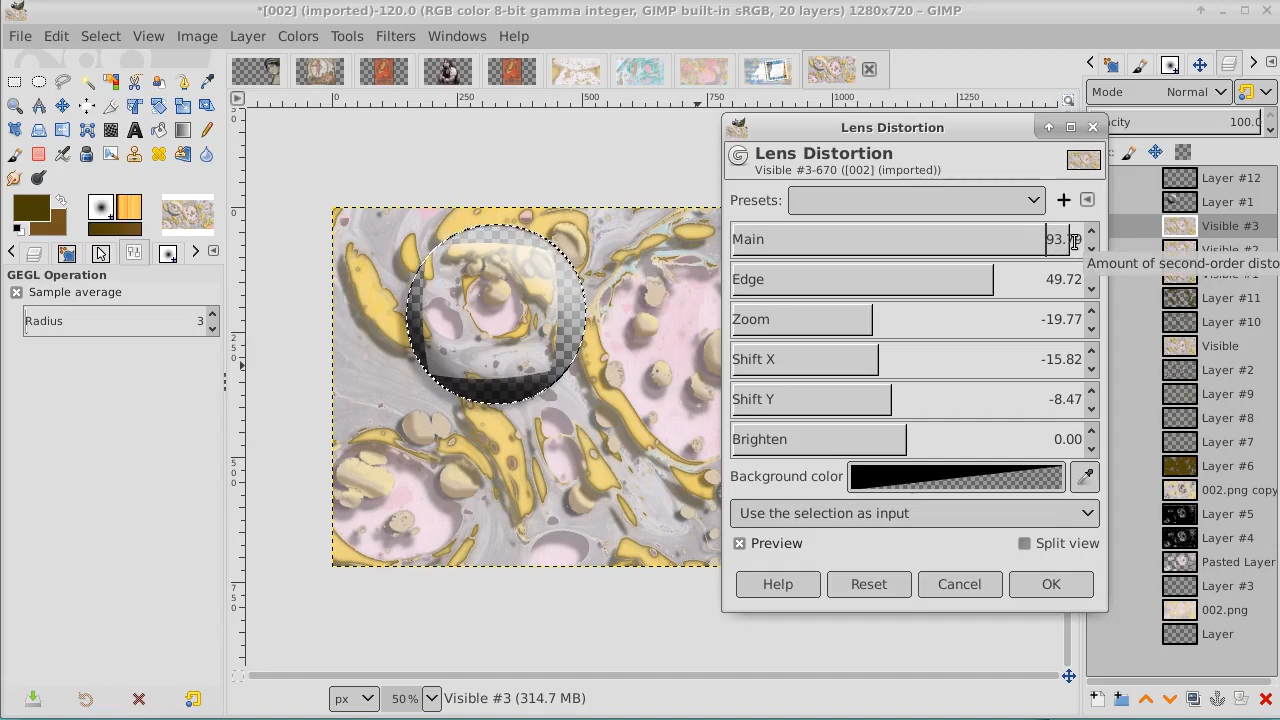 *[002] (imported)-120.0 (RGB color 8-bit gamma integer, GIMP built-in sRGB, 20 layers) 1280x720 – GIMP
File Edit Select View Image Layer Colors Tools Filters Windows Help
Mode Normal
100.0
0 250 500 750 1000 1250
Lens Distortion
Lens Distortion
Visible #3-670 ([002] (imported))
Presets:
Main
Edge 49.72
Zoom -19.77
Shift X -15.82
Shift Y -8.47
Brighten 0.00
Background color
Use the selection as input
Preview Split view
Help Reset Cancel OK
Amount of second-order disto
GEGL Operation
Sample average
Radius 3
Layer #12
Layer #1
Visible #3
Layer #11
Layer #10
Visible
Layer #2
Layer #9
Layer #8
Layer #7
Layer #6
002.png copy
Layer #5
Layer #4
Pasted Layer
Layer #3
002.png
Layer
px 50% Visible #3 (314.7 MB)